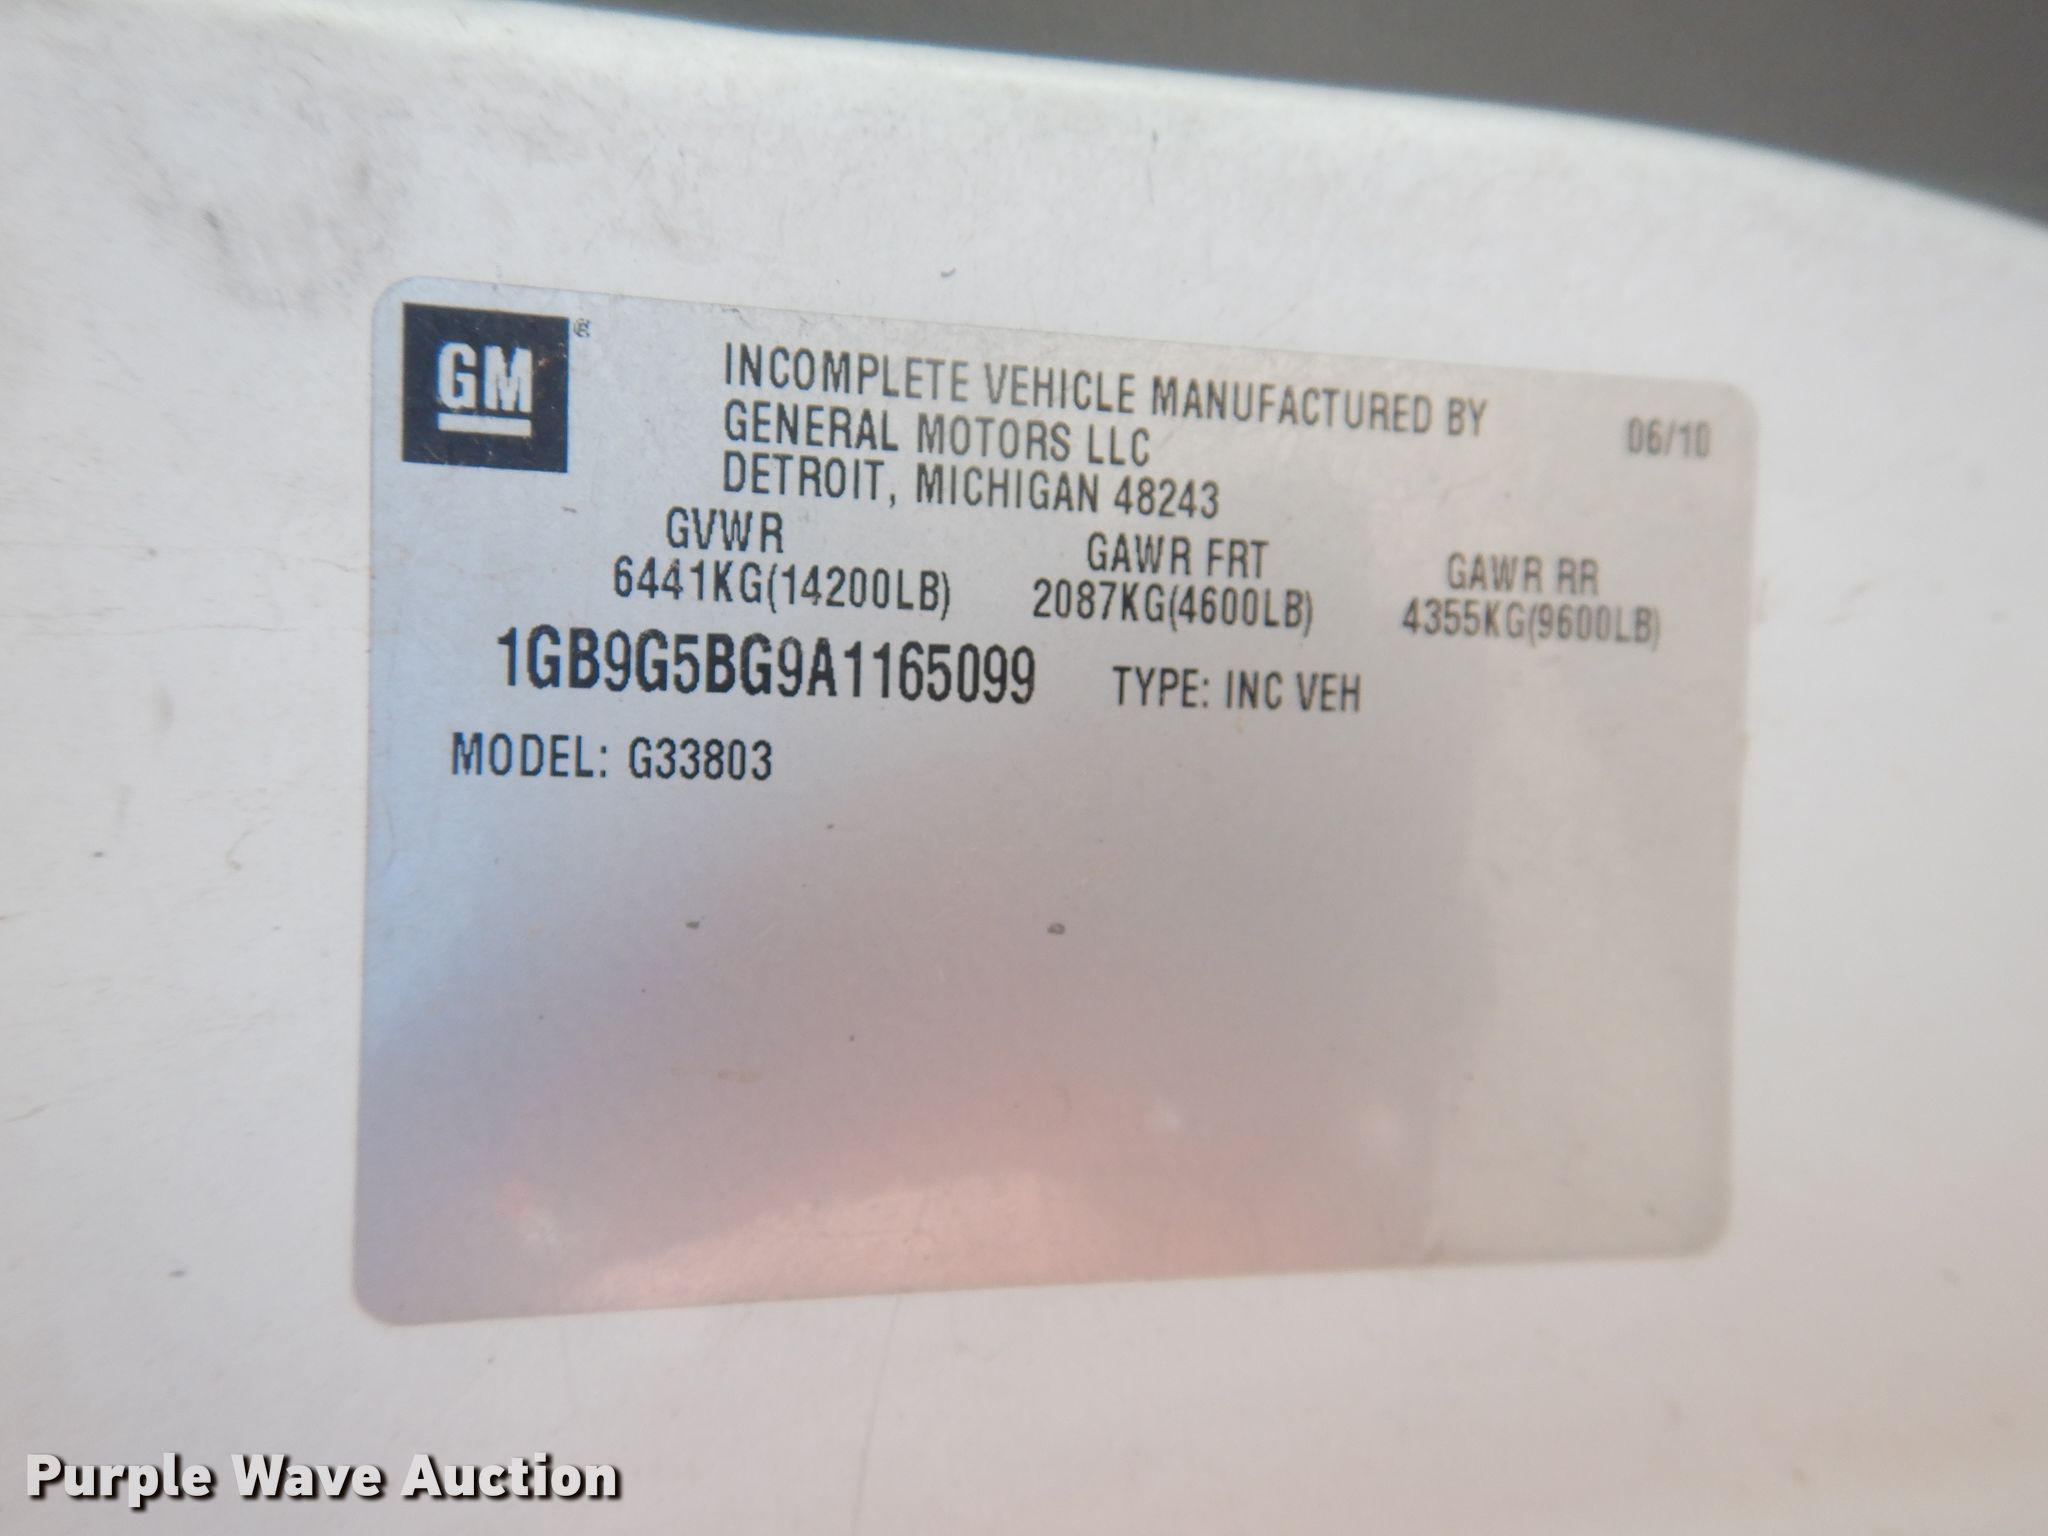 GM ®
INCOMPLETE VEHICLE MANUFACTURED BY
GENERAL MOTORS LLC
DETROIT, MICHIGAN 48243
06/10
GVWR GAWR FRT GAWR RR
6441KG(14200LB) 2087KG(4600LB) 4355KG(9600LB)
1GB9G5BG9A1165099 TYPE: INC VEH
MODEL: G33803
Purple Wave Auction